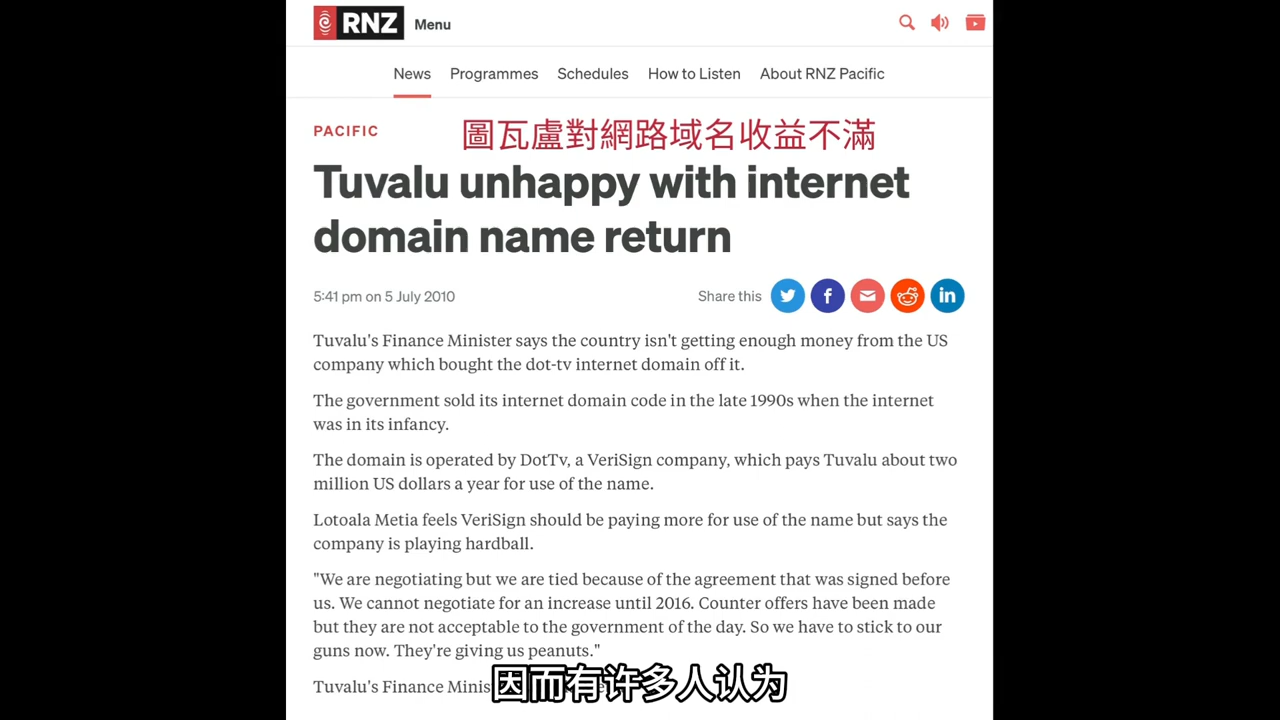 RNZ Menu
News Programmes Schedules How to Listen About RNZ Pacific
PACIFIC
圖瓦盧對網路域名收益不滿
Tuvalu unhappy with internet
domain name return
5:41 pm on 5 July 2010 Share this
Tuvalu's Finance Minister says the country isn't getting enough money from the US
company which bought the dot-tv internet domain off it.
The government sold its internet domain code in the late 1990s when the internet
was in its infancy.
The domain is operated by DotTv, a VeriSign company, which pays Tuvalu about two
million US dollars a year for use of the name.
Lotoala Metia feels VeriSign should be paying more for use of the name but says the
company is playing hardball.
"We are negotiating but we are tied because of the agreement that was signed before
us. We cannot negotiate for an increase until 2016. Counter offers have been made
but they are not acceptable to the government of the day. So we have to stick to our
guns now. They're giving us peanuts."
Tuvalu's Finance
因而有许多人认为